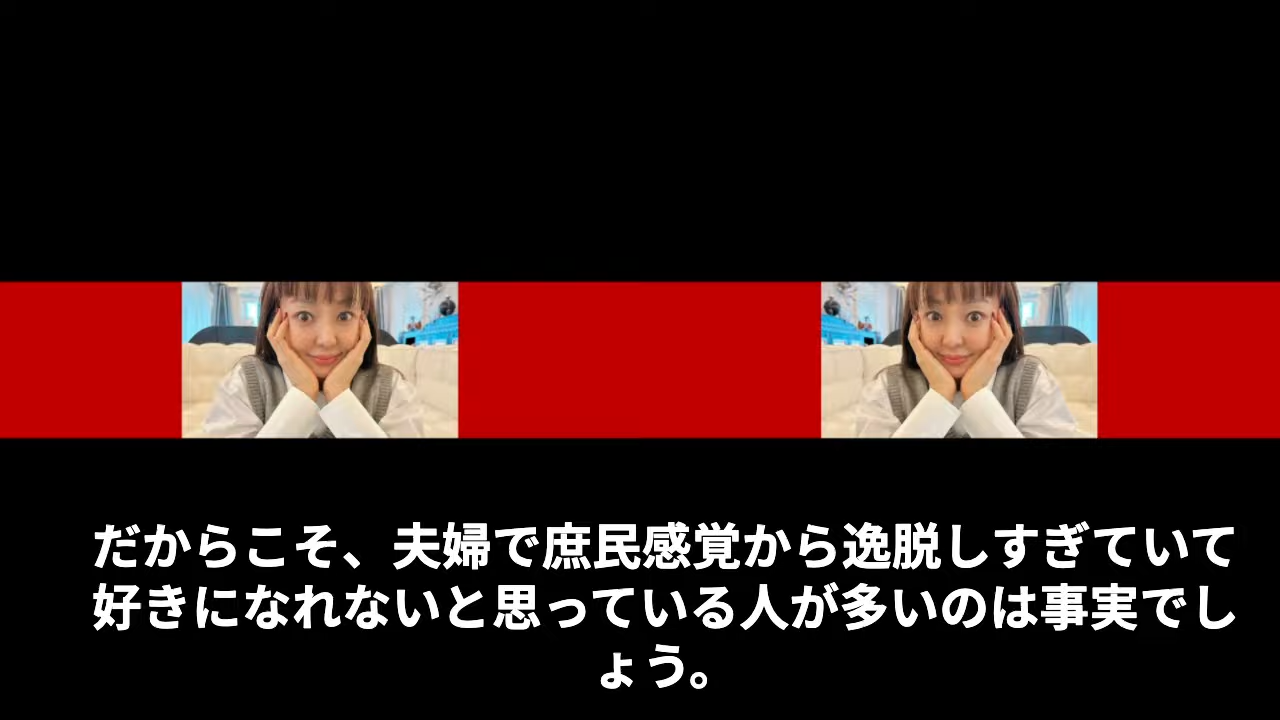 だからこそ、夫婦で庶民感覚から逸脱しすぎていて
好きになれないと思っている人が多いのは事実でし
ょう。